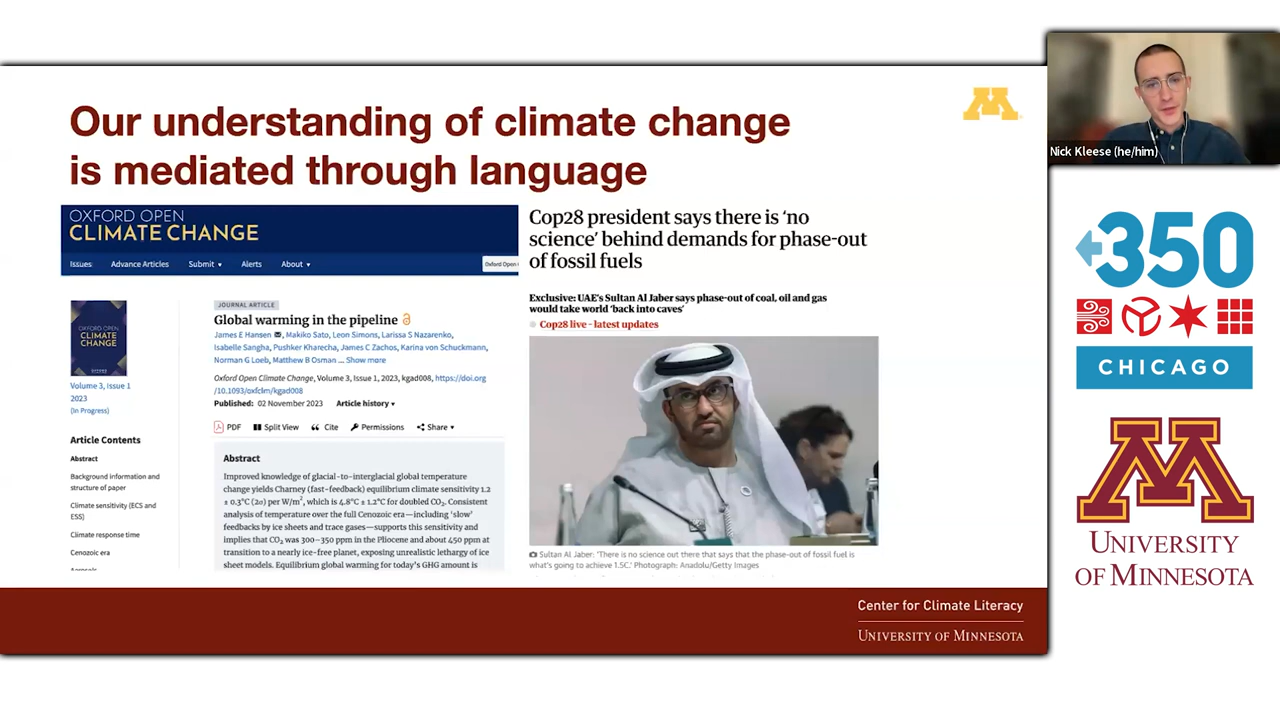 Our understanding of climate change
is mediated through language
OXFORD OPEN
CLIMATE CHANGE
Issues
Advance Articles
Submit ▾
Alerts
About ▾
Oxford Open
OXFORD OPEN
CLIMATE
CHANGE
Volume 3, Issue 1
2023
(In Progress)
Article Contents
Abstract
Background information and
structure of paper
Climate sensitivity (ECS and
ESS)
Climate response time
Cenozoic era
Aerosols
JOURNAL ARTICLE
Global warming in the pipeline
James E Hansen, Makiko Sato, Leon Simons, Larissa S Nazarenko,
Isabelle Sangha, Pushker Kharecha, James C Zachos, Karina von Schuckmann,
Norman G Loeb, Matthew B Osman ... Show more
Oxford Open Climate Change, Volume 3, Issue 1, 2023, kgad008, https://doi.org
/10.1093/oxfclm/kgad008
Published: 02 November 2023 Article history ▾
PDF Split View Cite Permissions Share ▾
Abstract
Improved knowledge of glacial-to-interglacial global temperature
change yields Charney (fast-feedback) equilibrium climate sensitivity 1.2
± 0.3°C (2σ) per W/m², which is 4.8°C ± 1.2°C for doubled CO₂. Consistent
analysis of temperature over the full Cenozoic era—including 'slow'
feedbacks by ice sheets and trace gases—supports this sensitivity and
implies that CO₂ was 300–350 ppm in the Pliocene and about 450 ppm at
transition to a nearly ice-free planet, exposing unrealistic lethargy of ice
sheet models. Equilibrium global warming for today's GHG amount is
Cop28 president says there is 'no
science' behind demands for phase-out
of fossil fuels
Exclusive: UAE's Sultan Al Jaber says phase-out of coal, oil and gas
would take world 'back into caves'
Cop28 live - latest updates
Sultan Al Jaber: 'There is no science out there that says that the phase-out of fossil fuel is
what's going to achieve 1.5C.' Photograph: Anadolu/Getty Images
Center for Climate Literacy
UNIVERSITY OF MINNESOTA
M
Nick Kleese (he/him)
350
CHICAGO
M
UNIVERSITY
OF MINNESOTA